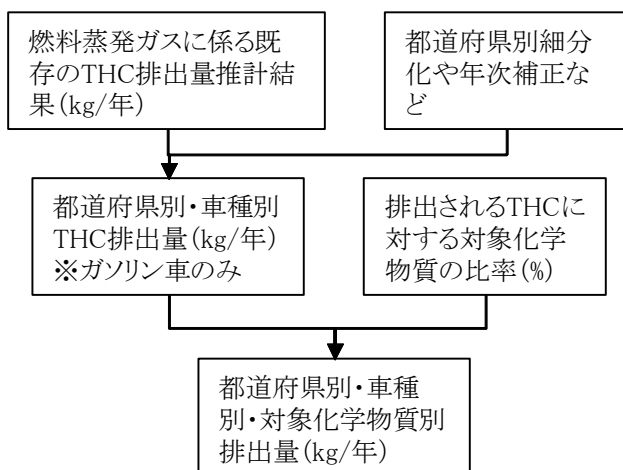 燃料蒸発ガスに係る既
存のTHC排出量推計結
果(kg/年)
都道府県別細分
化や年次補正な
ど
都道府県別・車種別
THC排出量(kg/年)
※ガソリン車のみ
排出されるTHCに
対する対象化学
物質の比率(%)
都道府県別・車種
別・対象化学物質別
排出量(kg/年)